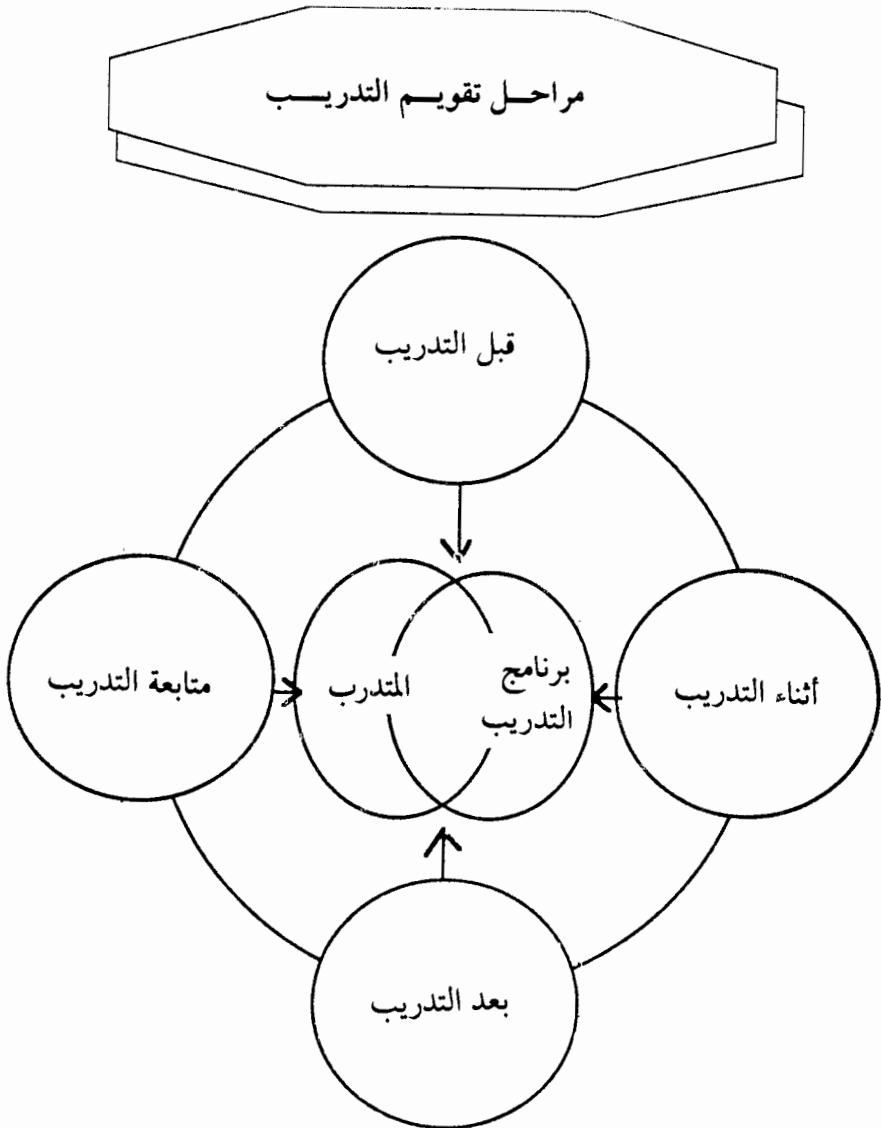 مراحل تقويم التدريب
قبل التدريب
أثناء التدريب
برنامج
التدريب
المتدرب
متابعة التدريب
بعد التدريب